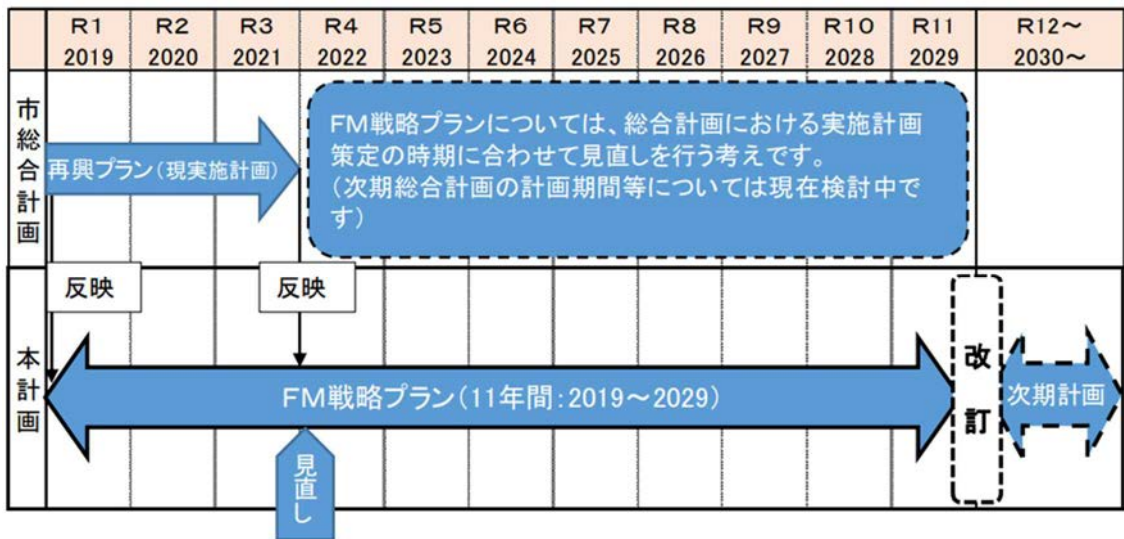 R1 R2 R3 R4 R5 R6 R7 R8 R9 R10 R11 R12～
2019 2020 2021 2022 2023 2024 2025 2026 2027 2028 2029 2030～
市総合計画
再興プラン（現実施計画）
FM戦略プランについては、総合計画における実施計画
策定の時期に合わせて見直しを行う考えです。
（次期総合計画の計画期間等については現在検討中で
す）
反映
反映
本計画
FM戦略プラン（11年間：2019～2029）
改訂
次期計画
見直し